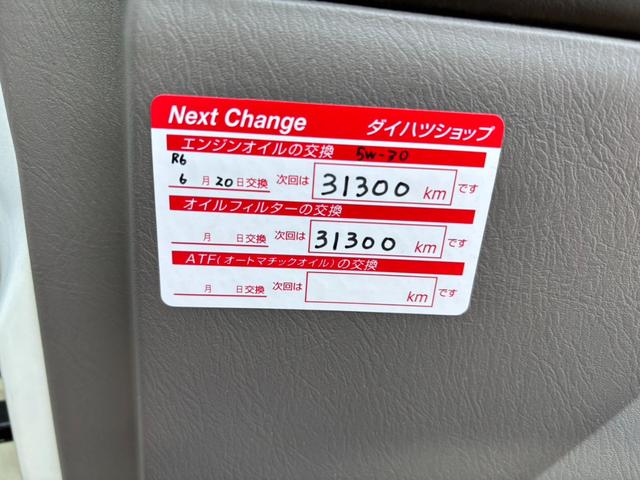 Next Change ダイハツショップ
エンジンオイルの交換 5W-20
R6
6月20日交換 次回は 31300 km です
オイルフィルターの交換
月 日交換 次回は 31300 km です
ATF(オートマチックオイル)の交換
月 日交換 次回は km です